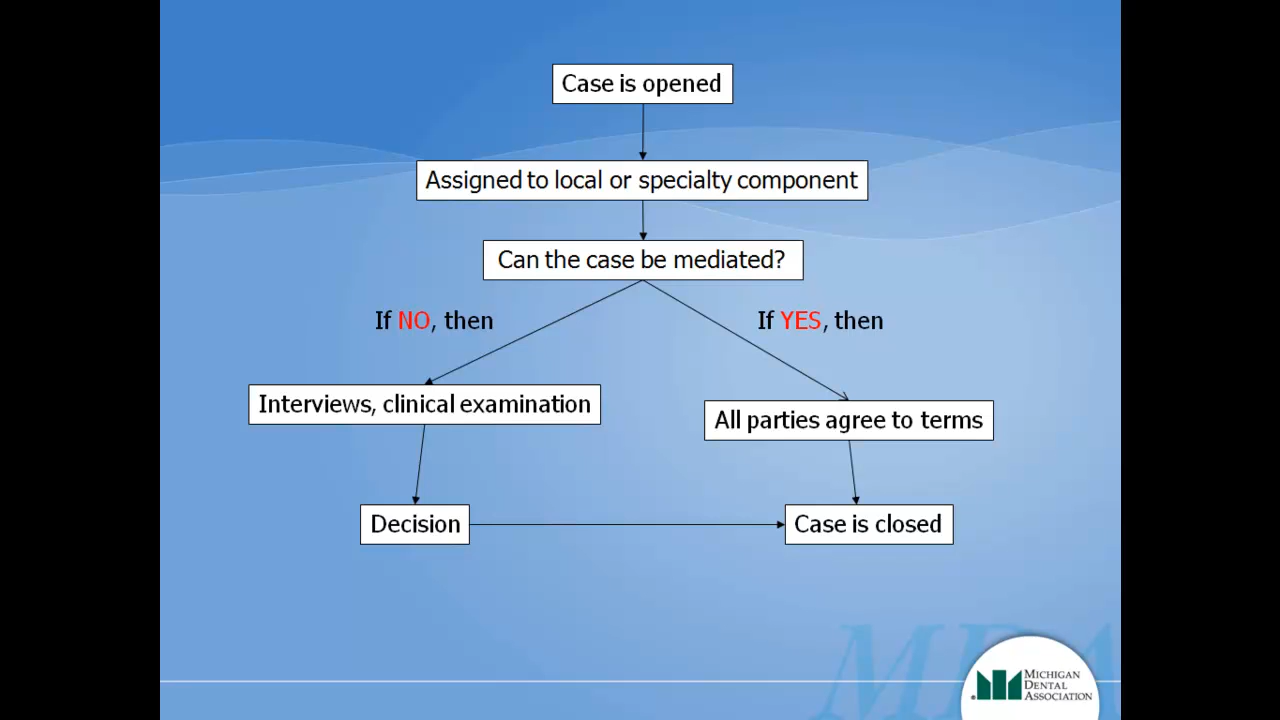 Case is opened
Assigned to local or specialty component
Can the case be mediated?
If NO, then
If YES, then
Interviews, clinical examination
All parties agree to terms
Decision
Case is closed
MDA
MICHIGAN
DENTAL
ASSOCIATION